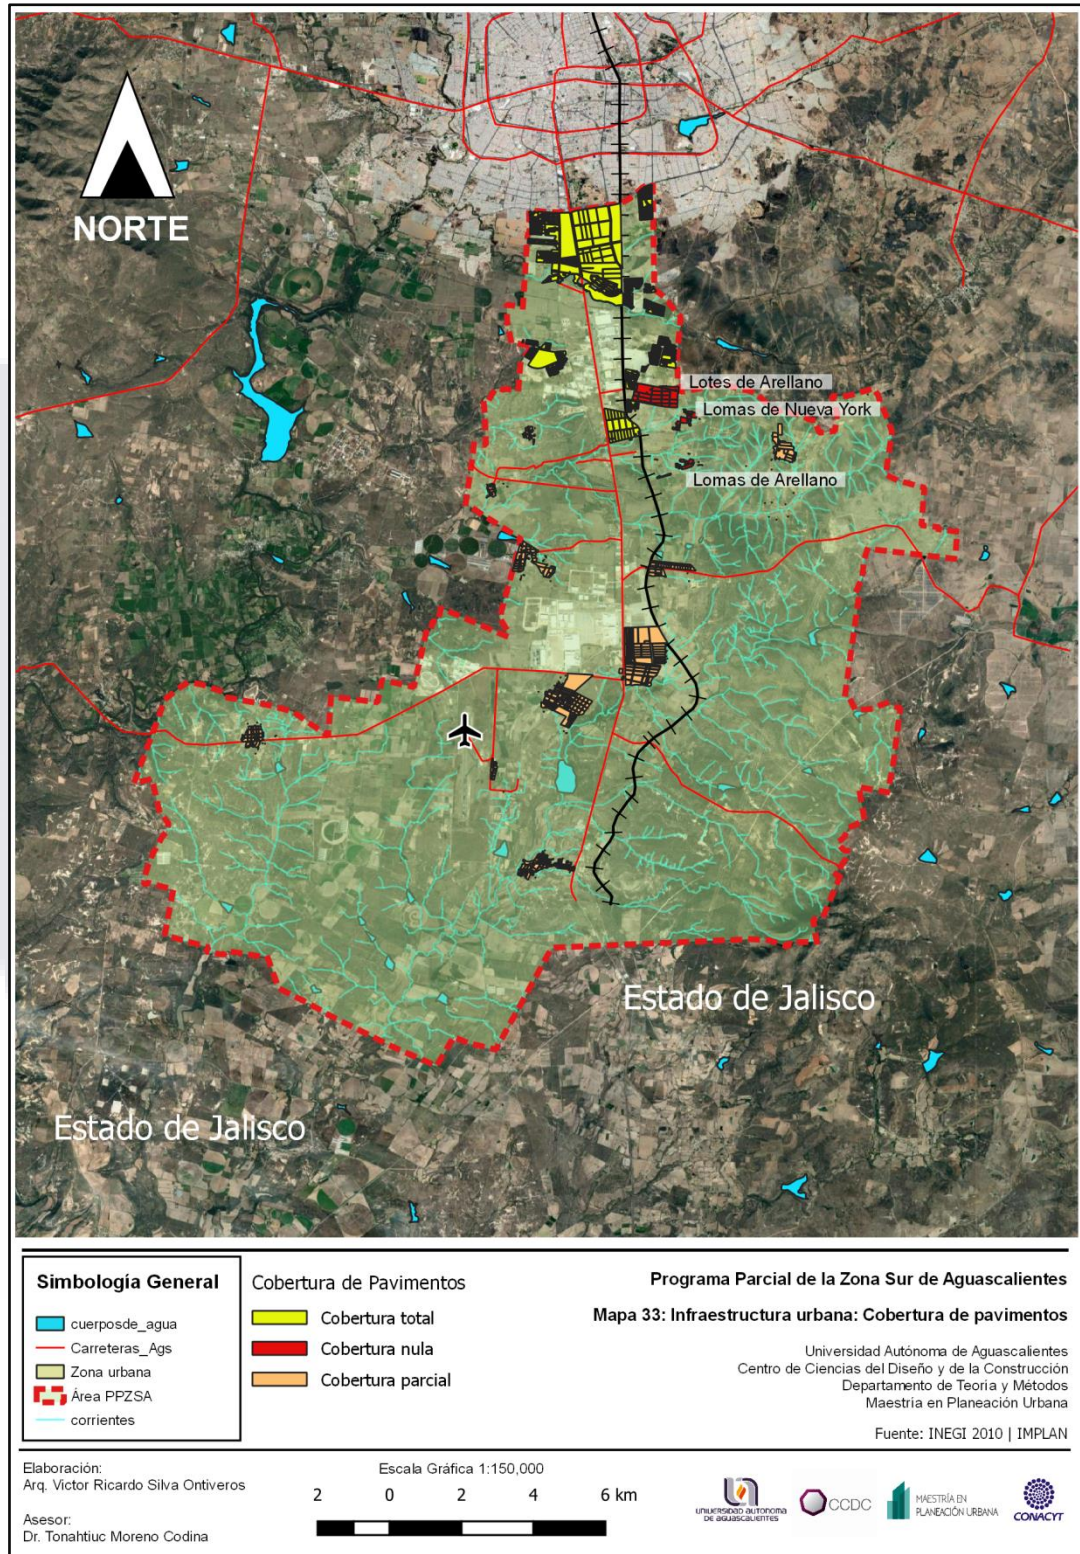 NORTE
Lotes de Arellano
Lomas de Nueva York
Lomas de Arellano
Estado de Jalisco
Estado de Jalisco
Simbología General
cuerposde_agua
Carreteras_Ags
Zona urbana
Área PPZSA
corrientes
Cobertura de Pavimentos
Cobertura total
Cobertura nula
Cobertura parcial
Programa Parcial de la Zona Sur de Aguascalientes
Mapa 33: Infraestructura urbana: Cobertura de pavimentos
Universidad Autónoma de Aguascalientes
Centro de Ciencias del Diseño y de la Construcción
Departamento de Teoría y Métodos
Maestría en Planeación Urbana
Fuente: INEGI 2010 | IMPLAN
Elaboración:
Arq. Victor Ricardo Silva Ontiveros
Asesor:
Dr. Tonahtiuc Moreno Codina
Escala Gráfica 1:150,000
2 0 2 4 6 km
UNIVERSIDAD AUTONOMA
DE AGUASCALIENTES
CCDC
MAESTRÍA EN
PLANEACIÓN URBANA
CONACYT